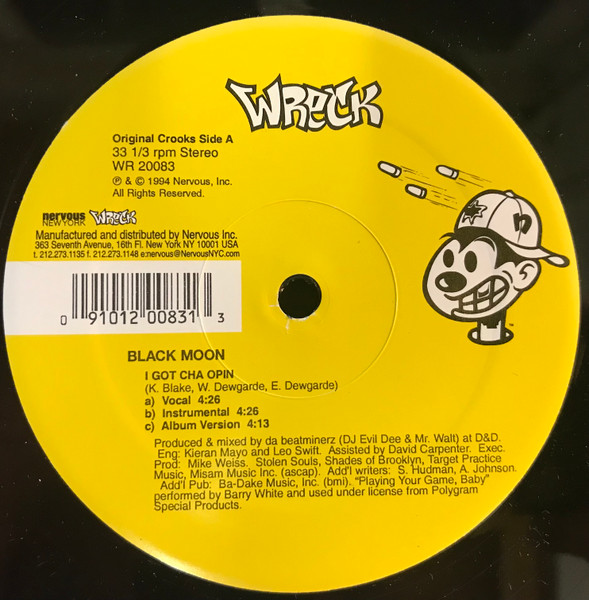 WRECK
Original Crooks Side A
33 1/3 rpm Stereo
WR 20083
℗ & © 1994 Nervous, Inc.
All Rights Reserved.
nervous
NEW YORK
WRECK
Manufactured and distributed by Nervous Inc.
363 Seventh Avenue, 16th Fl. New York NY 10001 USA
t. 212.273.1135 f. 212.273.1148 e:nervous@NervousNYC.com
0 91012 00831 3
BLACK MOON
I GOT CHA OPIN
(K. Blake, W. Dewgarde, E. Dewgarde)
a) Vocal 4:26
b) Instrumental 4:26
c) Album Version 4:13
Produced & mixed by da beatminerz (DJ Evil Dee & Mr. Walt) at D&D.
Eng: Kieran Mayo and Leo Swift. Assisted by David Carpenter. Exec.
Prod: Mike Weiss. Stolen Souls, Shades of Brooklyn, Target Practice
Music, Misam Music Inc. (ascap). Add'l writers: S. Hudman, A. Johnson.
Add'l Pub: Ba-Dake Music, Inc. (bmi). "Playing Your Game, Baby"
performed by Barry White and used under license from Polygram
Special Products.
n
TM